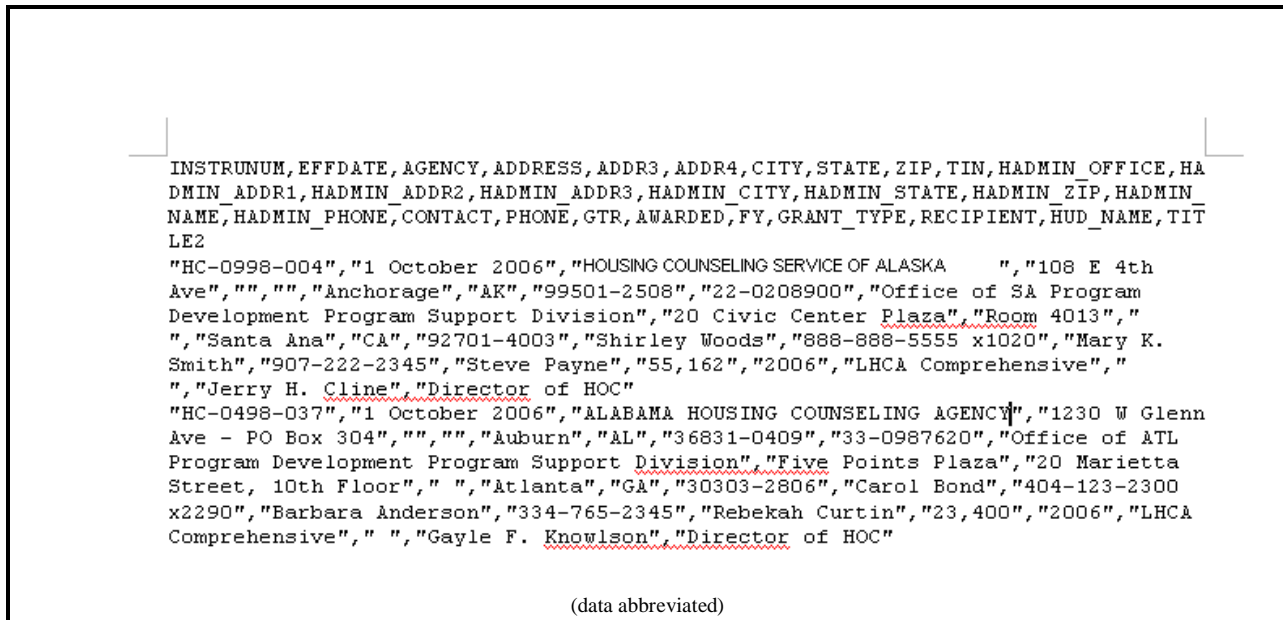 INSTRUNUM,EFFDATE,AGENCY,ADDRESS,ADDR3,ADDR4,CITY,STATE,ZIP,TIN,HADMIN_OFFICE,HA
DMIN_ADDR1,HADMIN_ADDR2,HADMIN_ADDR3,HADMIN_CITY,HADMIN_STATE,HADMIN_ZIP,HADMIN_
NAME,HADMIN_PHONE,CONTACT,PHONE,GTR,AWARDED,FY,GRANT_TYPE,RECIPIENT,HUD_NAME,TIT
LE2
"HC-0998-004","1 October 2006","HOUSING COUNSELING SERVICE OF ALASKA ","108 E 4th
Ave","","","Anchorage","AK","99501-2508","22-0208900","Office of SA Program
Development Program Support Division","20 Civic Center Plaza","Room 4013","
","Santa Ana","CA","92701-4003","Shirley Woods","888-888-5555 x1020","Mary K.
Smith","907-222-2345","Steve Payne","55,162","2006","LHCA Comprehensive","
","Jerry H. Cline","Director of HOC"
"HC-0498-037","1 October 2006","ALABAMA HOUSING COUNSELING AGENCY","1230 W Glenn
Ave - PO Box 304","","","Auburn","AL","36831-0409","33-0987620","Office of ATL
Program Development Program Support Division","Five Points Plaza","20 Marietta
Street, 10th Floor"," ","Atlanta","GA","30303-2806","Carol Bond","404-123-2300
x2290","Barbara Anderson","334-765-2345","Rebekah Curtin","23,400","2006","LHCA
Comprehensive"," ","Gayle F. Knowlson","Director of HOC"
(data abbreviated)